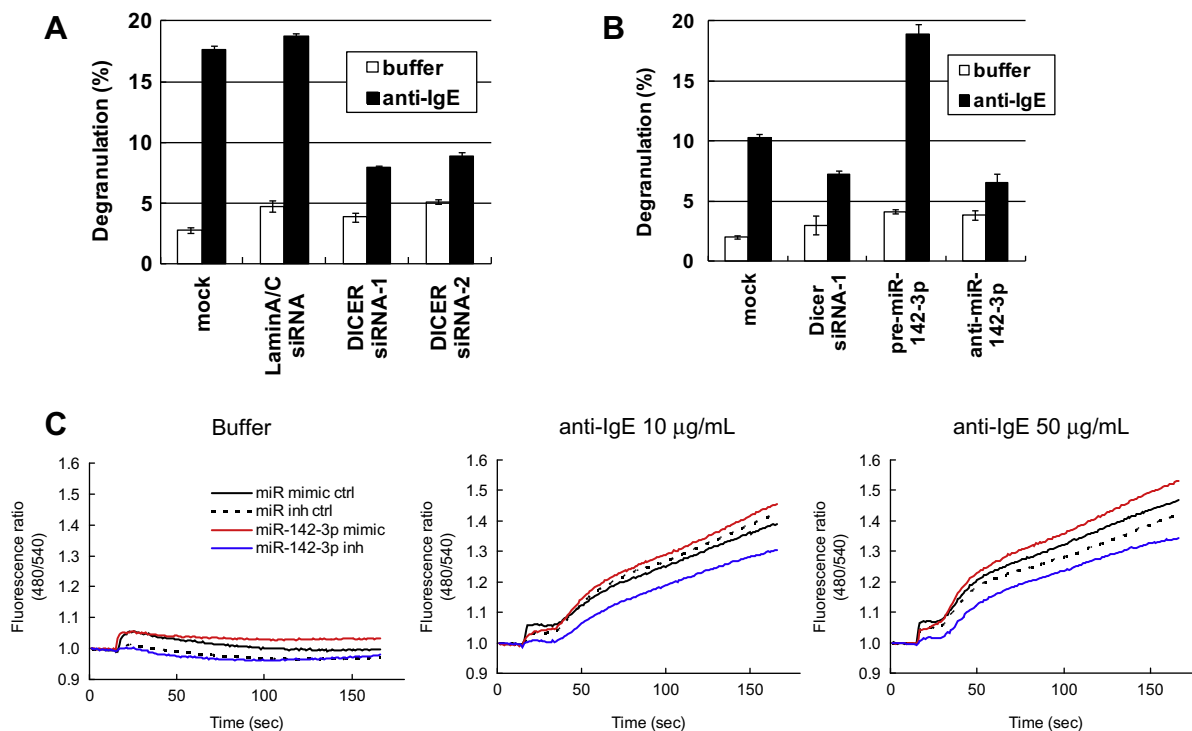 A
Degranulation (%)
20
15
10
5
0
buffer
anti-IgE
mock
LaminA/C
siRNA
DICER
siRNA-1
DICER
siRNA-2
B
Degranulation (%)
20
15
10
5
0
buffer
anti-IgE
mock
Dicer
siRNA-1
pre-miR-
142-3p
anti-miR-
142-3p
C
Buffer
Fluorescence ratio
(480/540)
1.6
1.5
1.4
1.3
1.2
1.1
1.0
0.9
miR mimic ctrl
miR inh ctrl
miR-142-3p mimic
miR-142-3p inh
0 50 100 150
Time (sec)
anti-IgE 10 μg/mL
Fluorescence ratio
(480/540)
1.6
1.5
1.4
1.3
1.2
1.1
1.0
0.9
0 50 100 150
Time (sec)
anti-IgE 50 μg/mL
Fluorescence ratio
(480/540)
1.6
1.5
1.4
1.3
1.2
1.1
1.0
0.9
0 50 100 150
Time (sec)